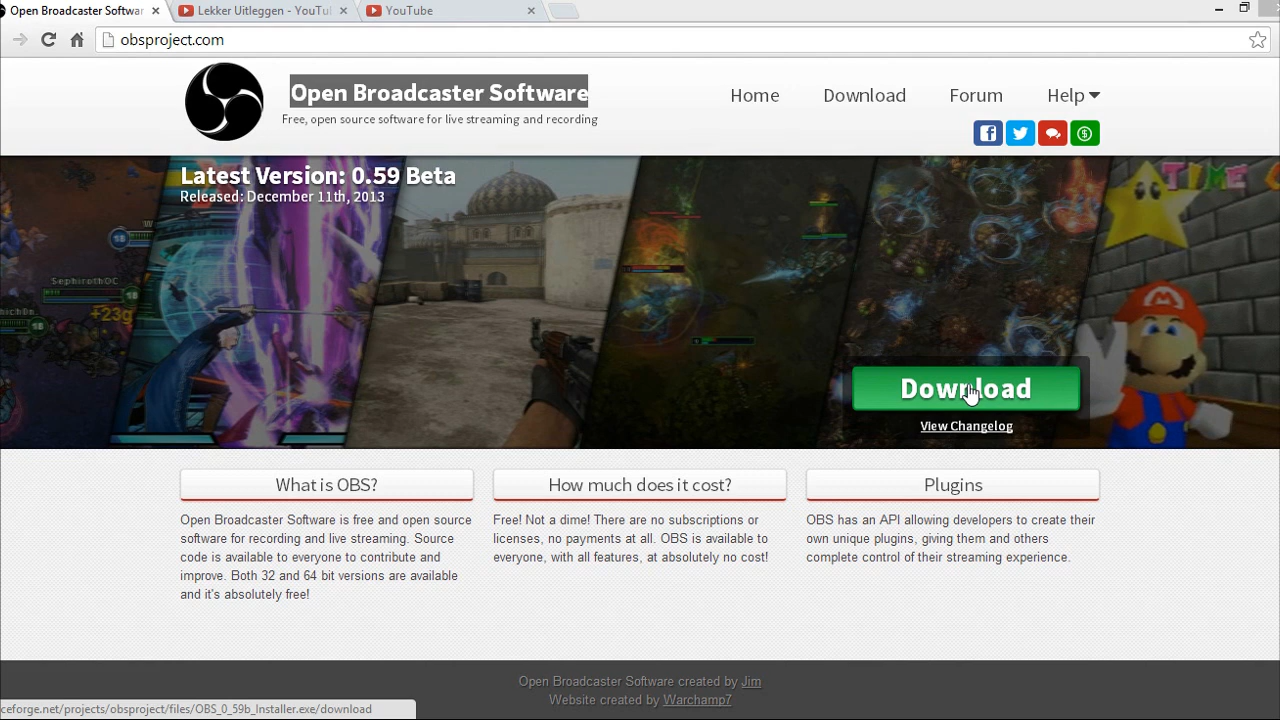 Open Broadcaster Softwar
Lekker Uitleggen - YouTu
YouTube
obsproject.com
Open Broadcaster Software
Free, open source software for live streaming and recording
Home
Download
Forum
Help
Latest Version: 0.59 Beta
Released: December 11th, 2013
SephirothDC
18
18
18
+23g
TIME
Download
View Changelog
What is OBS?
Open Broadcaster Software is free and open source
software for recording and live streaming. Source
code is available to everyone to contribute and
improve. Both 32 and 64 bit versions are available
and it's absolutely free!
How much does it cost?
Free! Not a dime! There are no subscriptions or
licenses, no payments at all. OBS is available to
everyone, with all features, at absolutely no cost!
Plugins
OBS has an API allowing developers to create their
own unique plugins, giving them and others
complete control of their streaming experience.
Open Broadcaster Software created by Jim
Website created by Warchamp7
ceforge.net/projects/obsproject/files/OBS_0_59b_Installer.exe/download